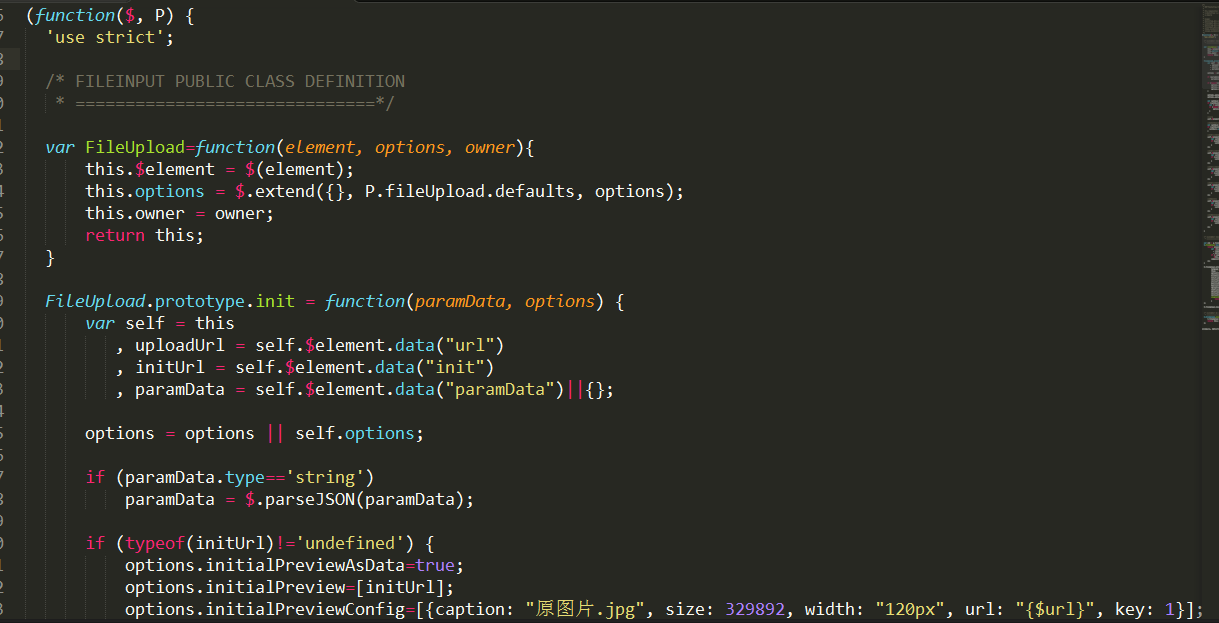 (function($, P) {
'use strict';
/* FILEINPUT PUBLIC CLASS DEFINITION
* ==============================*/
var FileUpload=function(element, options, owner){
this.$element = $(element);
this.options = $.extend({}, P.fileUpload.defaults, options);
this.owner = owner;
return this;
}
FileUpload.prototype.init = function(paramData, options) {
var self = this
, uploadUrl = self.$element.data("url")
, initUrl = self.$element.data("init")
, paramData = self.$element.data("paramData")||{};
options = options || self.options;
if (paramData.type=='string')
paramData = $.parseJSON(paramData);
if (typeof(initUrl)!='undefined') {
options.initialPreviewAsData=true;
options.initialPreview=[initUrl];
options.initialPreviewConfig=[{caption: "原图片.jpg", size: 329892, width: "120px", url: "{$url}", key: 1}];